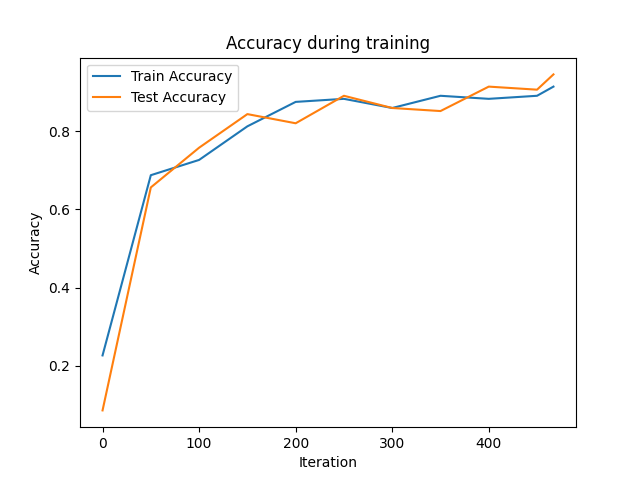 Accuracy during training
Train Accuracy
Test Accuracy
0.8
0.6
0.4
0.2
Accuracy
0 100 200 300 400
Iteration